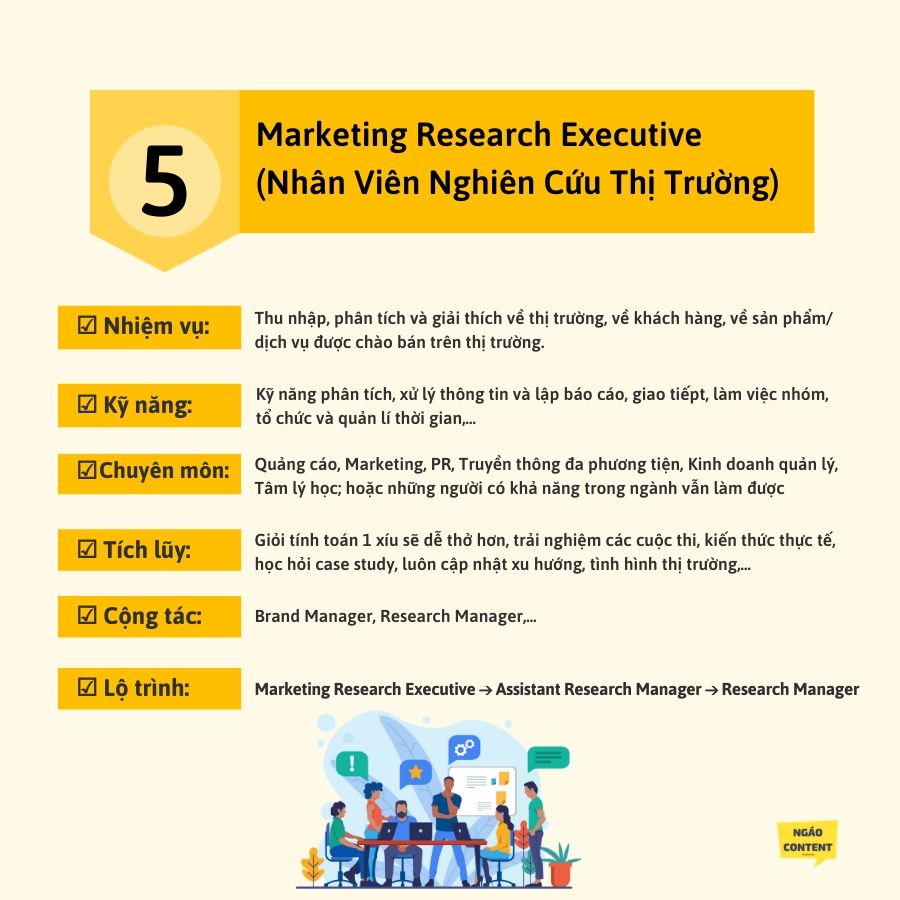 5
Marketing Research Executive
(Nhân Viên Nghiên Cứu Thị Trường)
☑ Nhiệm vụ:
Thu nhập, phân tích và giải thích về thị trường, về khách hàng, về sản phẩm/
dịch vụ được chào bán trên thị trường.
☑ Kỹ năng:
Kỹ năng phân tích, xử lý thông tin và lập báo cáo, giao tiếpt, làm việc nhóm,
tổ chức và quản lí thời gian,...
☑Chuyên môn:
Quảng cáo, Marketing, PR, Truyền thông đa phương tiện, Kinh doanh quản lý,
Tâm lý học; hoặc những người có khả năng trong ngành vẫn làm được
☑ Tích lũy:
Giỏi tính toán 1 xíu sẽ dễ thở hơn, trải nghiệm các cuộc thi, kiến thức thực tế,
học hỏi case study, luôn cập nhật xu hướng, tình hình thị trường,...
☑ Cộng tác:
Brand Manager, Research Manager,...
☑ Lộ trình:
Marketing Research Executive → Assistant Research Manager → Research Manager
!
NGÁO
CONTENT